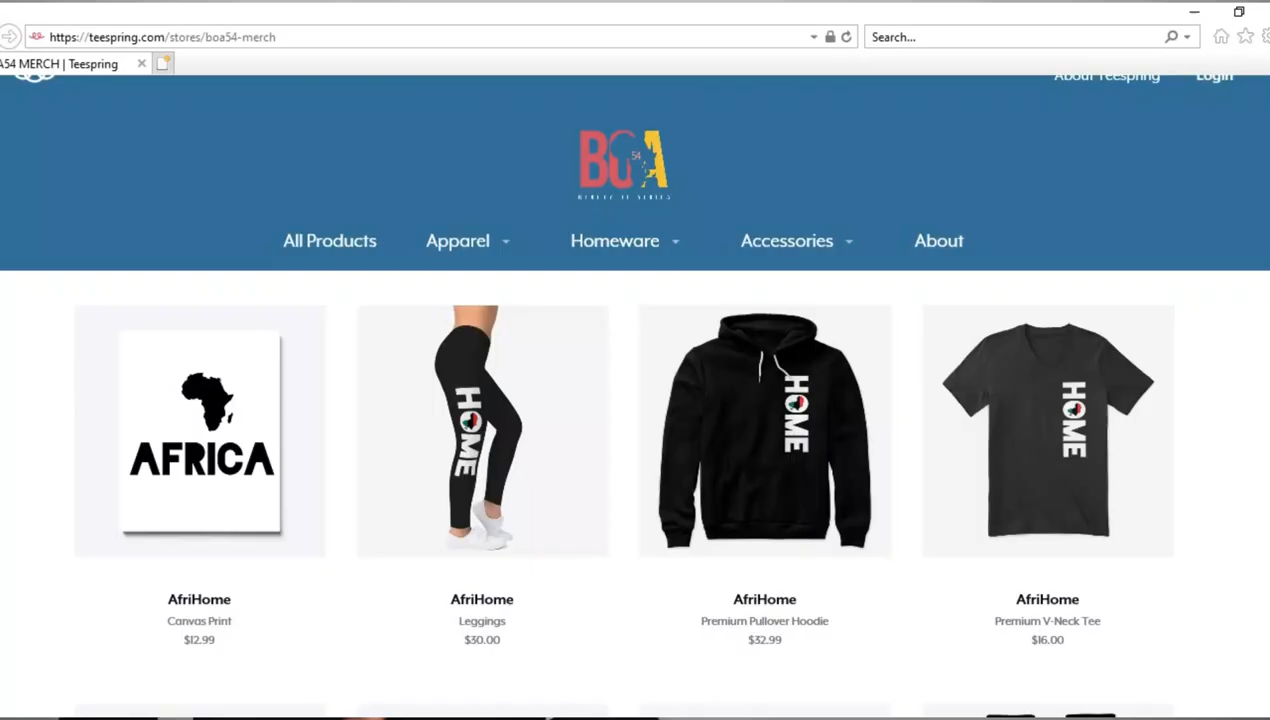 https://teespring.com/stores/boa54-merch
Search...
A54 MERCH | Teespring
About Teespring
Login
BOA
54
All Products
Apparel
Homeware
Accessories
About
AFRICA
HOME
HOME
HOME
AfriHome
AfriHome
AfriHome
AfriHome
Canvas Print
Leggings
Premium Pullover Hoodie
Premium V-Neck Tee
$12.99
$30.00
$32.99
$16.00